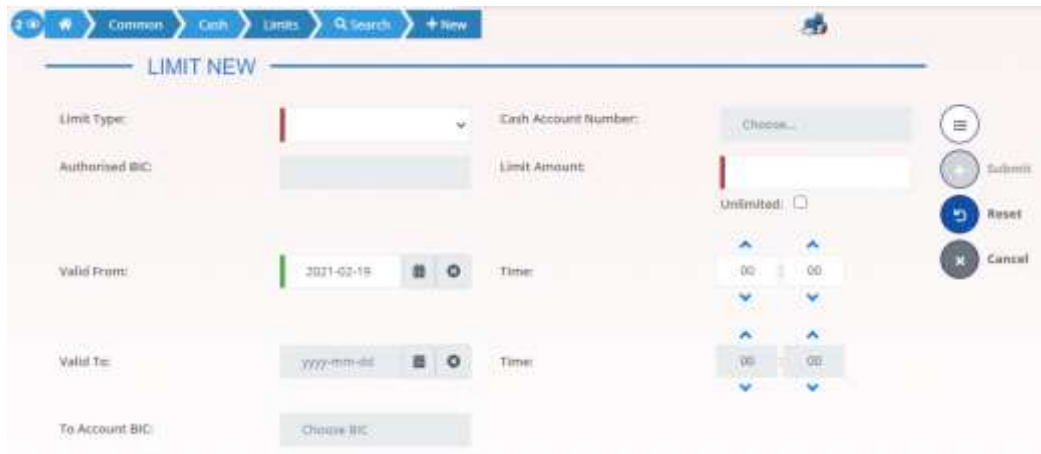 2
Common Cash Limits Search + New
LIMIT NEW
Limit Type: Cash Account Number: Choose...
Authorised BIC: Limit Amount:
Submit
Unlimited:
Reset
Cancel
Valid From: 2021-02-19 Time: 00 : 00
Valid To: yyyy-mm-dd Time: 00 : 00
To Account BIC: Choose BIC